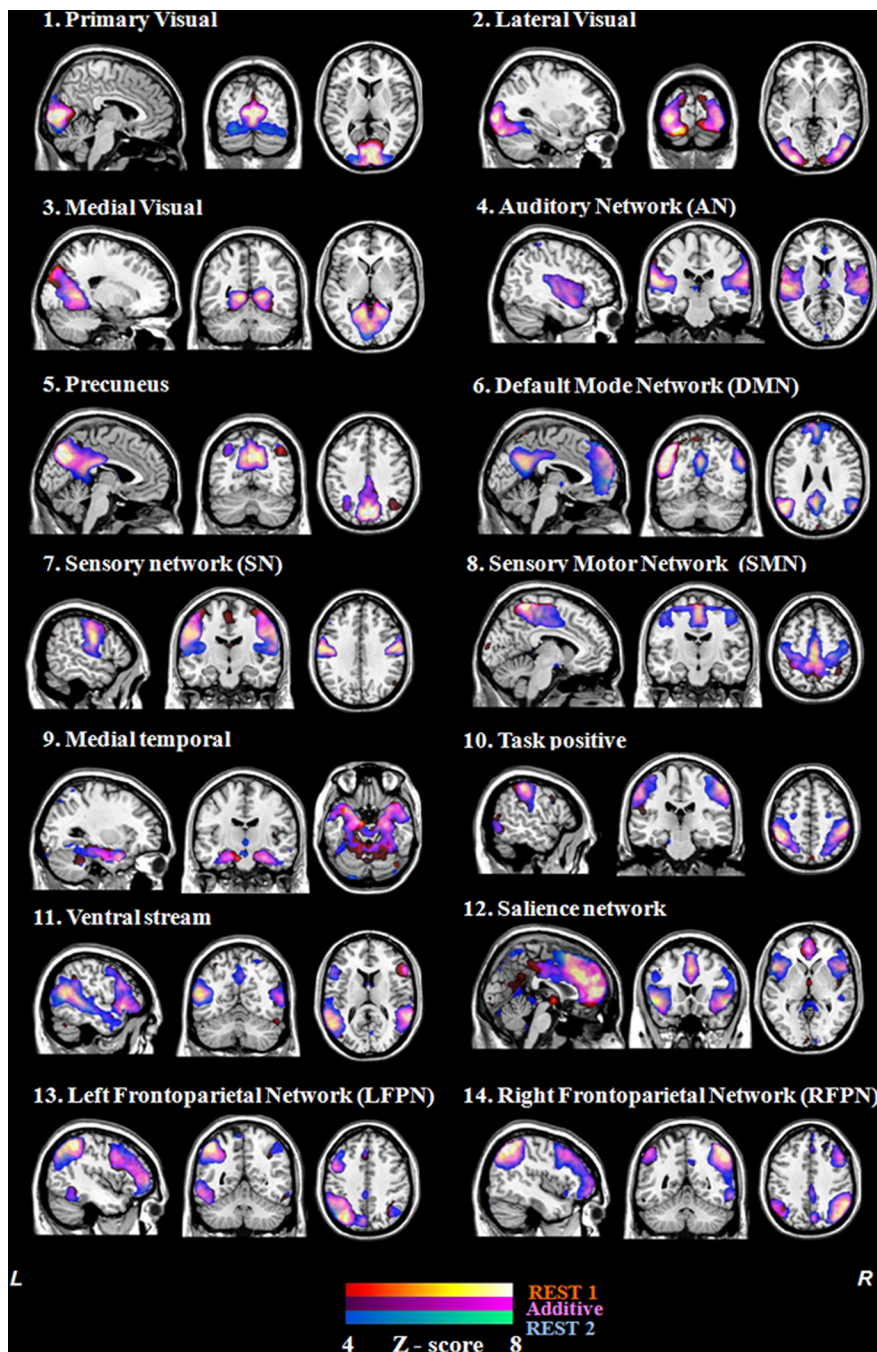 1. Primary Visual
2. Lateral Visual
3. Medial Visual
4. Auditory Network (AN)
5. Precuneus
6. Default Mode Network (DMN)
7. Sensory network (SN)
8. Sensory Motor Network (SMN)
9. Medial temporal
10. Task positive
11. Ventral stream
12. Salience network
13. Left Frontoparietal Network (LFPN)
14. Right Frontoparietal Network (RFPN)
L
R
REST 1
Additive
REST 2
4 Z - score 8